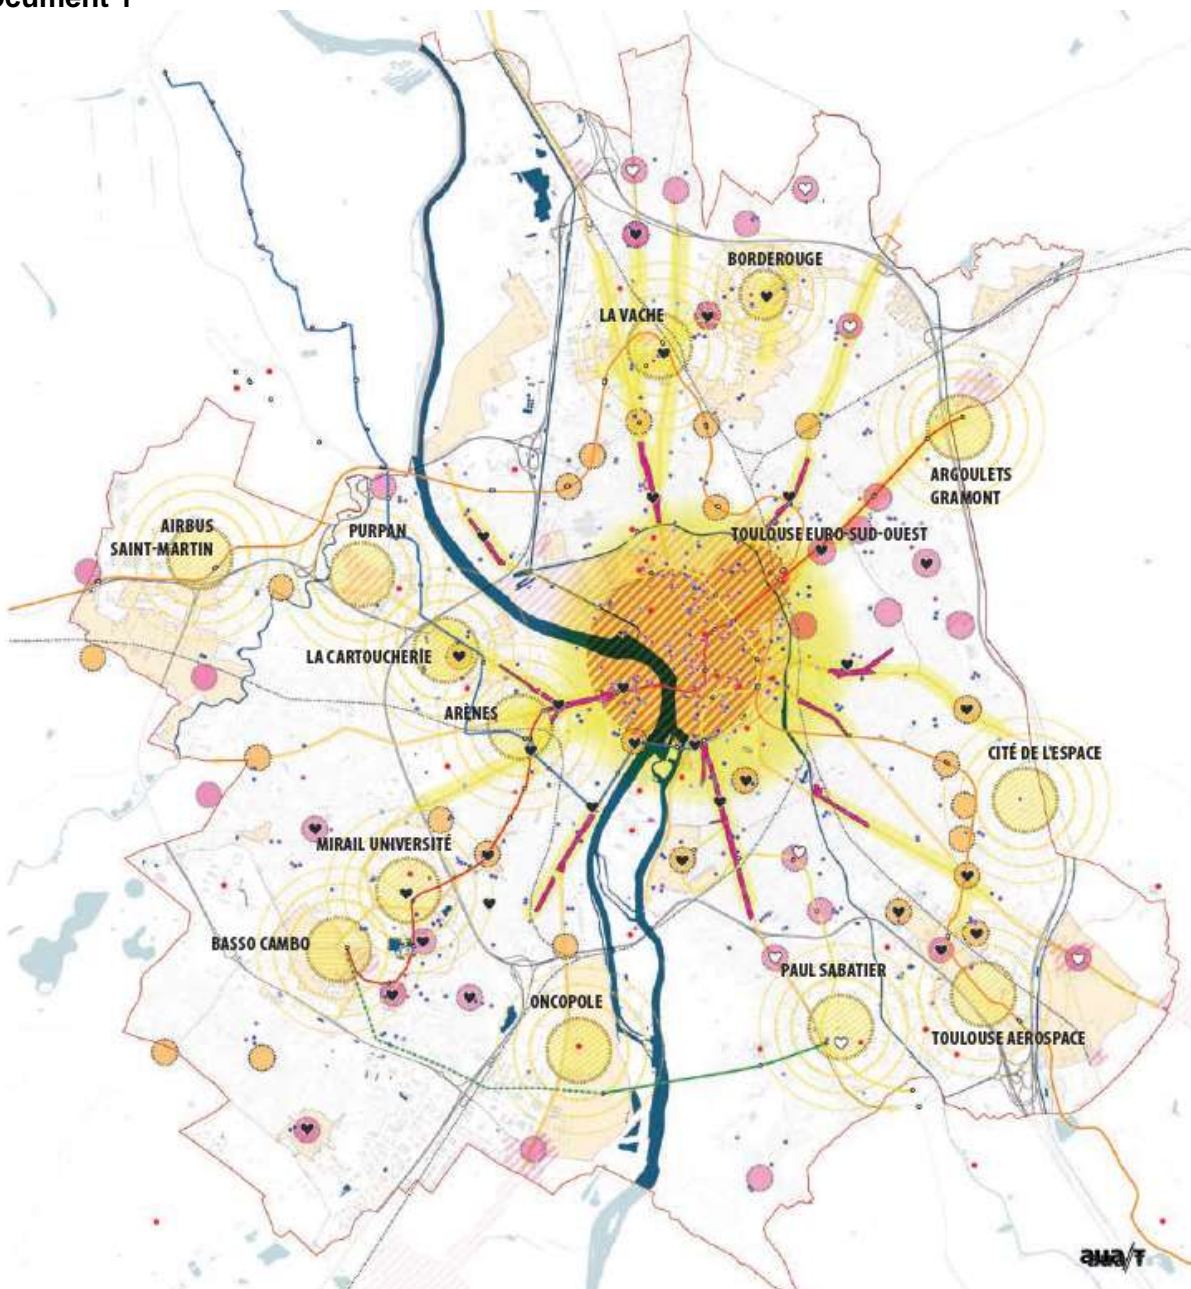 ocument 1
BORDEROUGE
LA VACHE
ARGOULETS
GRAMONT
TOULOUSE EURO-SUD-OUEST
AIRBUS
SAINT-MARTIN
PURPAN
LA CARTOUCHERIE
ARÈNES
CITÉ DE L'ESPACE
MIRAIL UNIVERSITÉ
BASSO CAMBO
ONCOPOLE
PAUL SABATIER
TOULOUSE AEROSPACE
aua/T